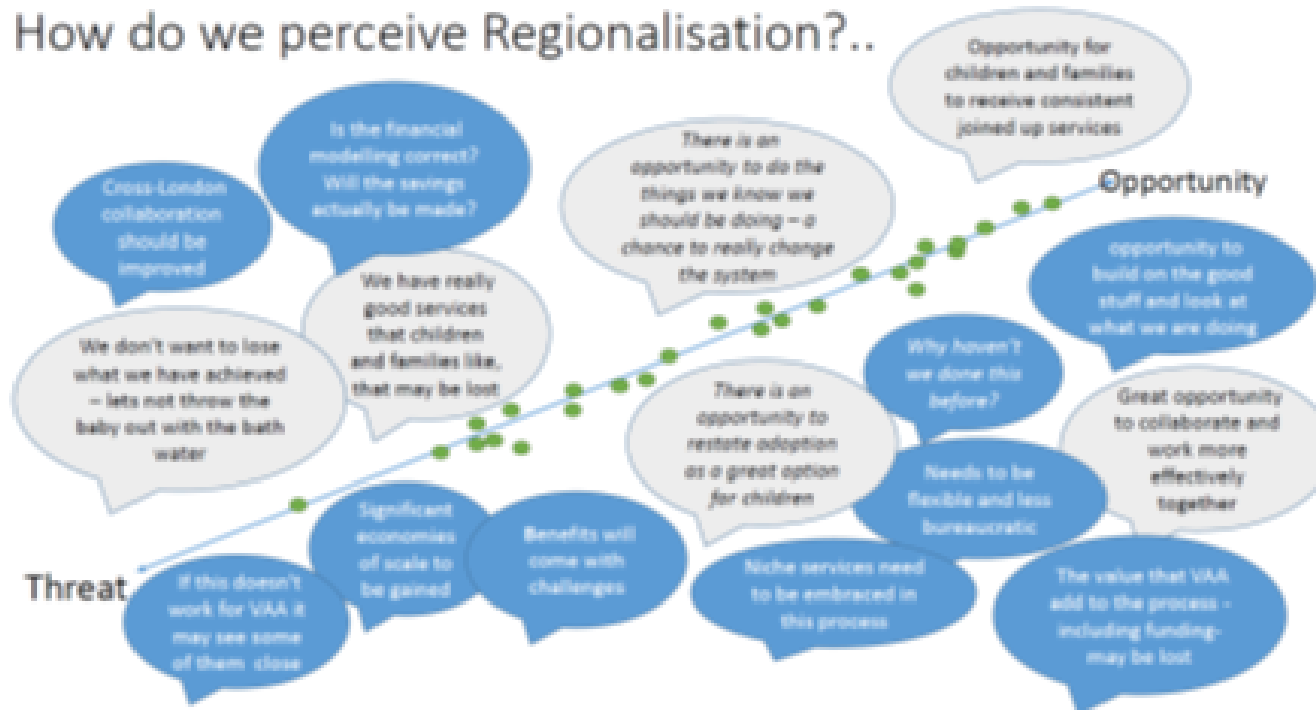 How do we perceive Regionalisation?..
Opportunity for
children and families
to receive consistent
joined up services
Is the financial
modelling correct?
Will the savings
actually be made?
There is an
opportunity to do the
things we know we
should be doing – a
chance to really change
the system
Cross-London
collaboration
should be
improved
Opportunity
opportunity to
build on the good
stuff and look at
what we are doing
We have really
good services
that children
and families like,
that may be lost
We don't want to lose
what we have achieved
– lets not throw the
baby out with the bath
water
Why haven't
we done this
before?
There is an
opportunity to
restate adoption
as a great option
for children
Great opportunity
to collaborate and
work more
effectively
together
Needs to be
flexible and less
bureaucratic
Significant
economies
of scale to
be gained
Benefits will
come with
challenges
Threat
If this doesn't
work for VAA it
may see some
of them close
Niche services need
to be embraced in
this process
The value that VAA
add to the process -
including funding-
may be lost